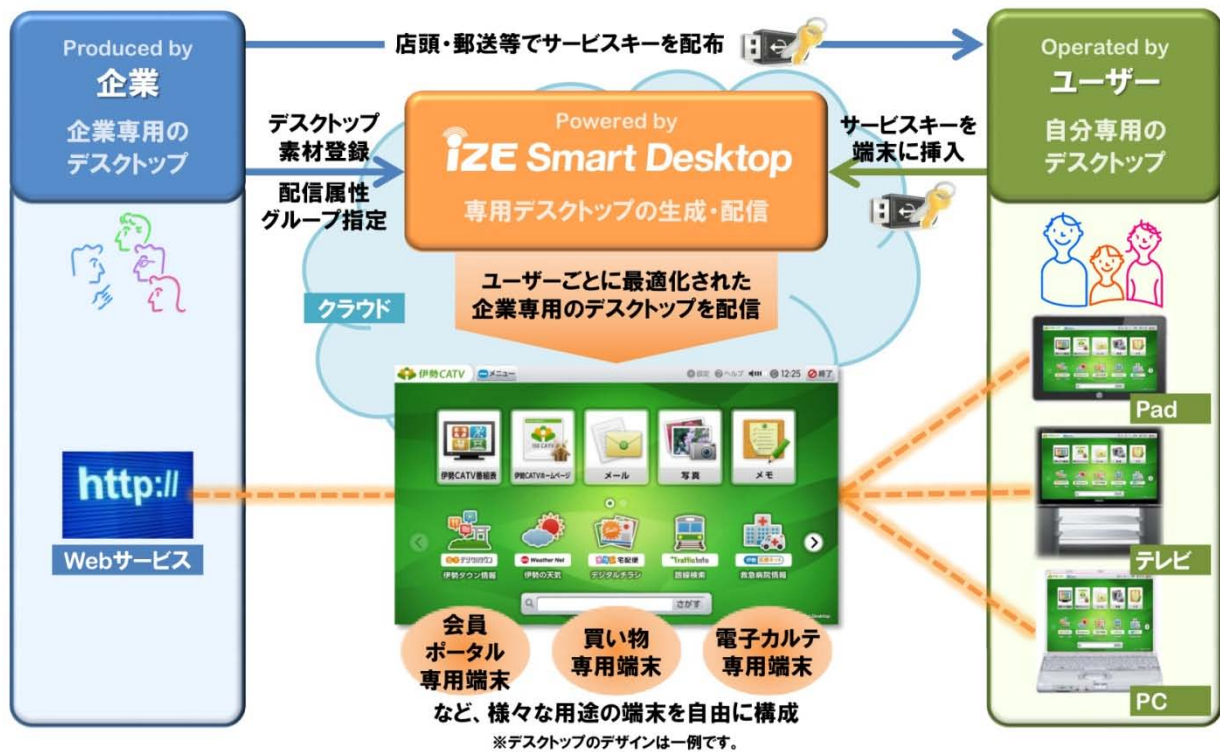 Produced by
企業
企業専用の
デスクトップ
店頭・郵送等でサービスキーを配布
Operated by
ユーザー
自分専用の
デスクトップ
デスクトップ
素材登録
配信属性
グループ指定
Powered by
iZE Smart Desktop
専用デスクトップの生成・配信
サービスキーを
端末に挿入
クラウド
ユーザーごとに最適化された
企業専用のデスクトップを配信
伊勢CATV
メニュー
設定
ヘルプ
12:25
終了
伊勢CATV番組表
伊勢CATVホームページ
メール
写真
メモ
Weather Net
宅配便
TrafficInfo
伊勢タウン情報
伊勢の天気
デジタルチラシ
路線検索
救急病院情報
さがす
http://
Webサービス
Pad
テレビ
PC
会員
ポータル
専用端末
買い物
専用端末
電子カルテ
専用端末
など、様々な用途の端末を自由に構成
※デスクトップのデザインは一例です。